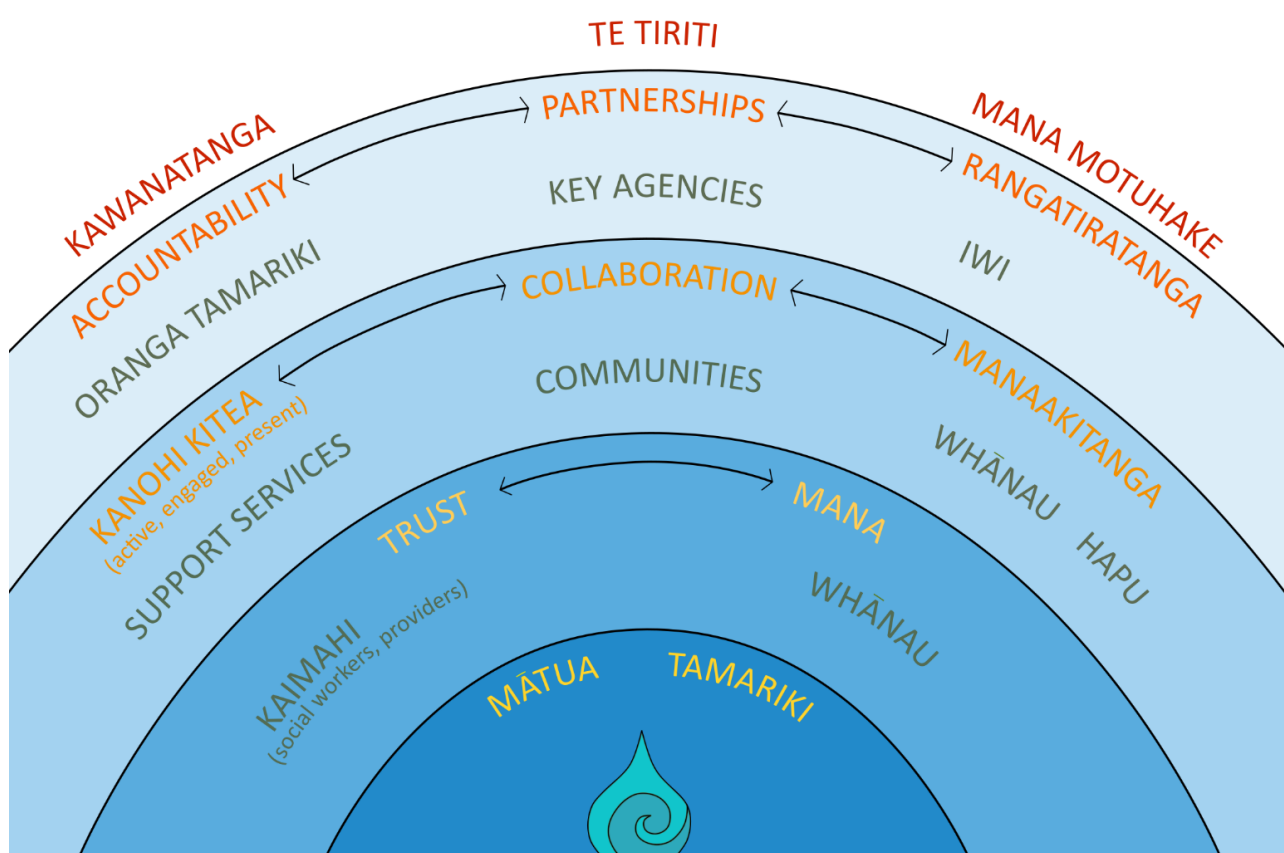 TE TIRITI
KAWANATANGA
MANA MOTUHAKE
PARTNERSHIPS
ACCOUNTABILITY
RANGATIRATANGA
KEY AGENCIES
ORANGA TAMARIKI
IWI
COLLABORATION
KANOHI KITEA
(active, engaged, present)
MANAAKITANGA
COMMUNITIES
SUPPORT SERVICES
WHĀNAU
HAPU
TRUST
MANA
KAIMAHI
(social workers, providers)
WHĀNAU
MĀTUA
TAMARIKI